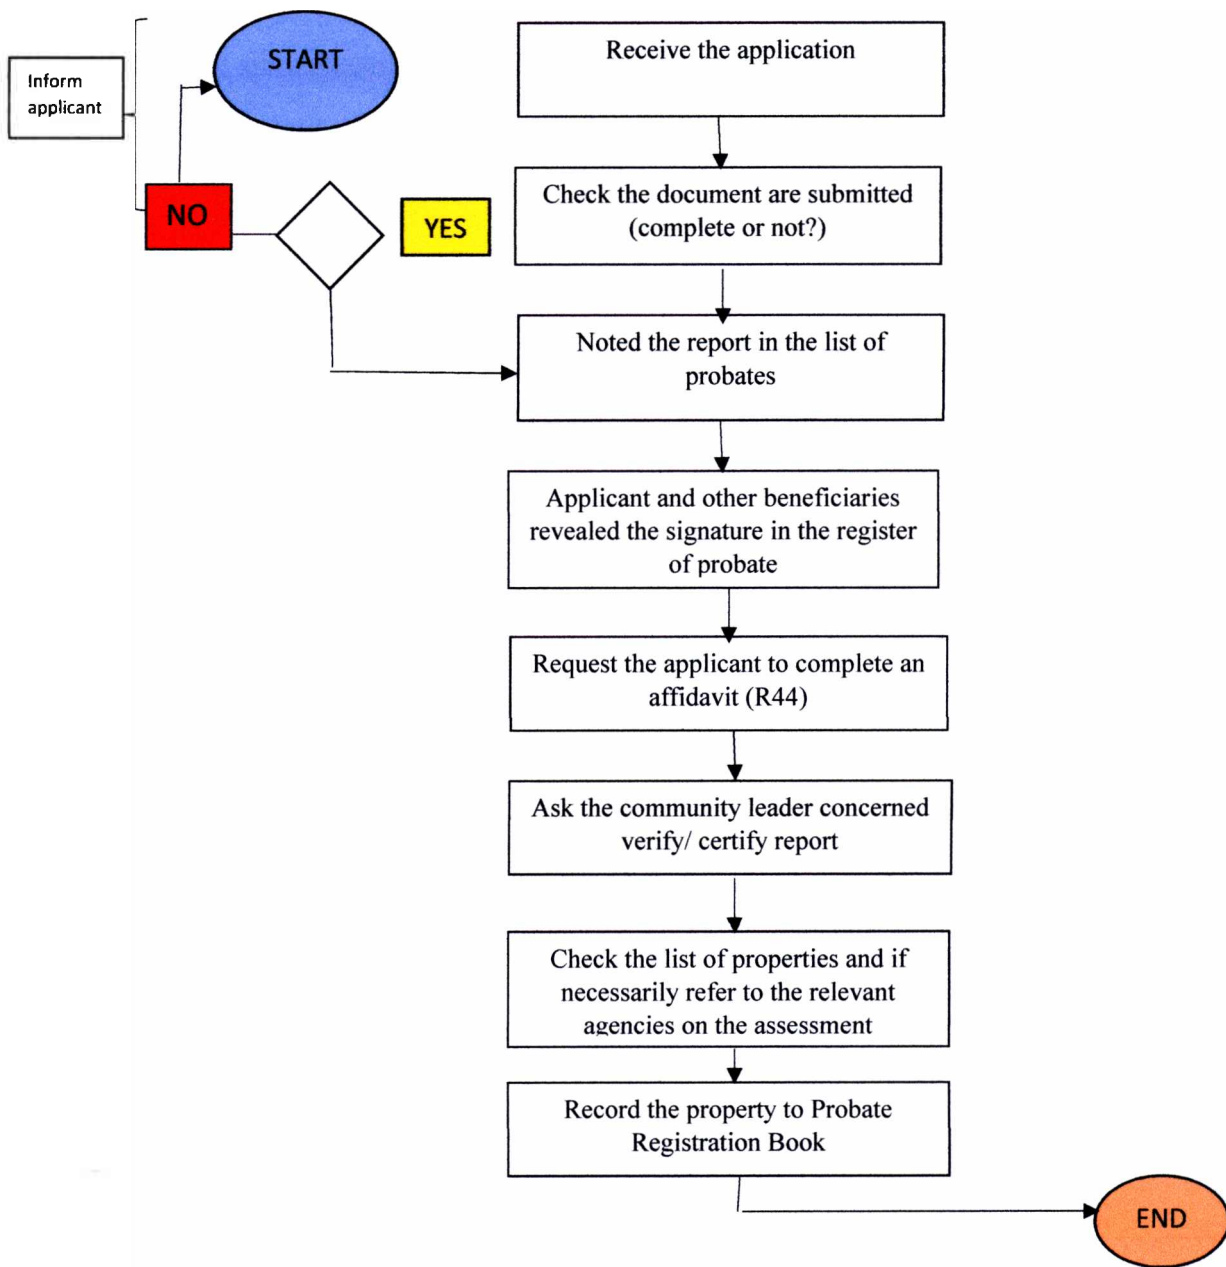 START
Receive the application
Inform
applicant
Check the document are submitted
(complete or not?)
NO
YES
Noted the report in the list of
probates
Applicant and other beneficiaries
revealed the signature in the register
of probate
Request the applicant to complete an
affidavit (R44)
Ask the community leader concerned
verify/ certify report
Check the list of properties and if
necessarily refer to the relevant
agencies on the assessment
Record the property to Probate
Registration Book
END